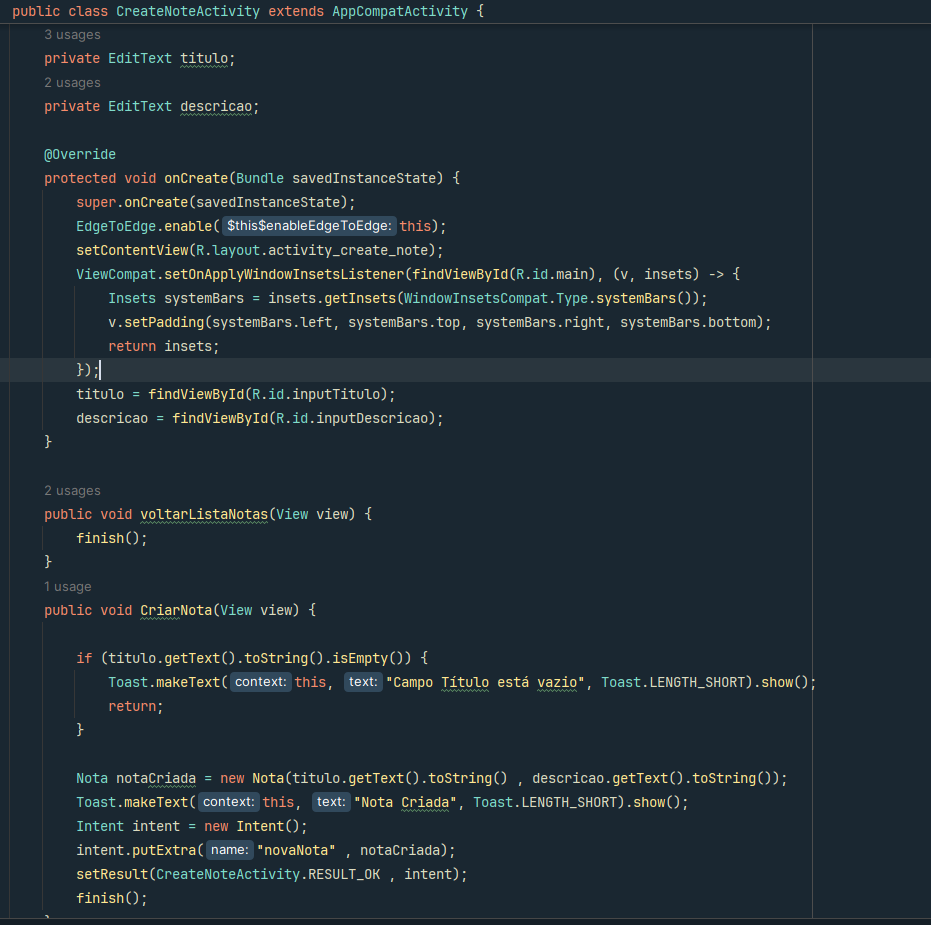 public class CreateNoteActivity extends AppCompatActivity {
3 usages
private EditText titulo;
2 usages
private EditText descricao;
@Override
protected void onCreate(Bundle savedInstanceState) {
super.onCreate(savedInstanceState);
EdgeToEdge.enable( $this$enableEdgeToEdge: this);
setContentView(R.layout.activity_create_note);
ViewCompat.setOnApplyWindowInsetsListener(findViewById(R.id.main), (v, insets) -> {
Insets systemBars = insets.getInsets(WindowInsetsCompat.Type.systemBars());
v.setPadding(systemBars.left, systemBars.top, systemBars.right, systemBars.bottom);
return insets;
});
titulo = findViewById(R.id.inputTitulo);
descricao = findViewById(R.id.inputDescricao);
}
2 usages
public void voltarListaNotas(View view) {
finish();
}
1 usage
public void CriarNota(View view) {
if (titulo.getText().toString().isEmpty()) {
Toast.makeText( context: this, text: "Campo Título está vazio", Toast.LENGTH_SHORT).show();
return;
}
Nota notaCriada = new Nota(titulo.getText().toString() , descricao.getText().toString());
Toast.makeText( context: this, text: "Nota Criada", Toast.LENGTH_SHORT).show();
Intent intent = new Intent();
intent.putExtra( name: "novaNota" , notaCriada);
setResult(CreateNoteActivity.RESULT_OK , intent);
finish();